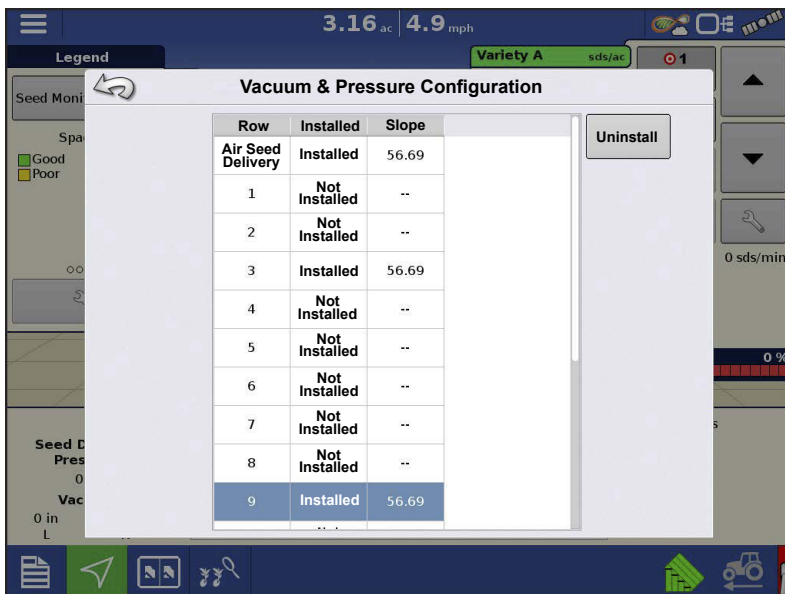 3.16 ac 4.9 mph
Legend
Variety A sds/ac
1
Vacuum & Pressure Configuration
Seed Moni
Row Installed Slope
Uninstall
Spa
Air Seed
Delivery Installed 56.69
Good
Poor
1 Not
Installed --
2 Not
Installed --
0 sds/min
3 Installed 56.69
4 Not
Installed --
5 Not
Installed --
0 %
6 Not
Installed --
7 Not
Installed --
s
Seed D
Pres
0
8 Not
Installed --
Vac
0 in
L
9 Installed 56.69